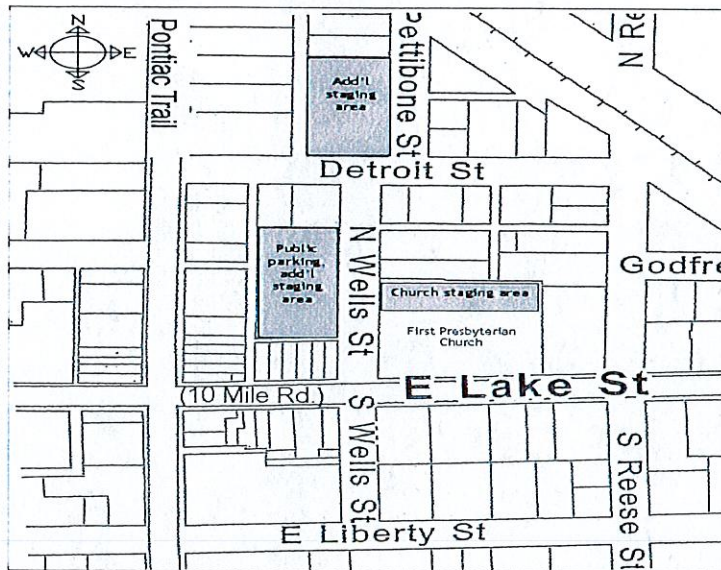 N
W E
S
Pontiac Trail
Pettibone St
N Re
Add'l
staging
area
Detroit St
Public
parking,
add'l
staging
area
N Wells St
Church staging area
First Presbyterian
Church
Godfre
(10 Mile Rd.)
E Lake St
S Wells St
S Reese St
E Liberty St